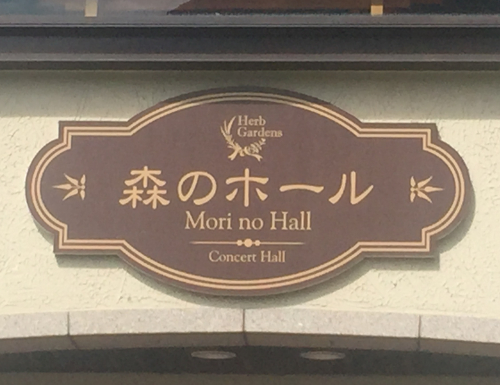 Herb
Gardens
森のホール
Mori no Hall
Concert Hall